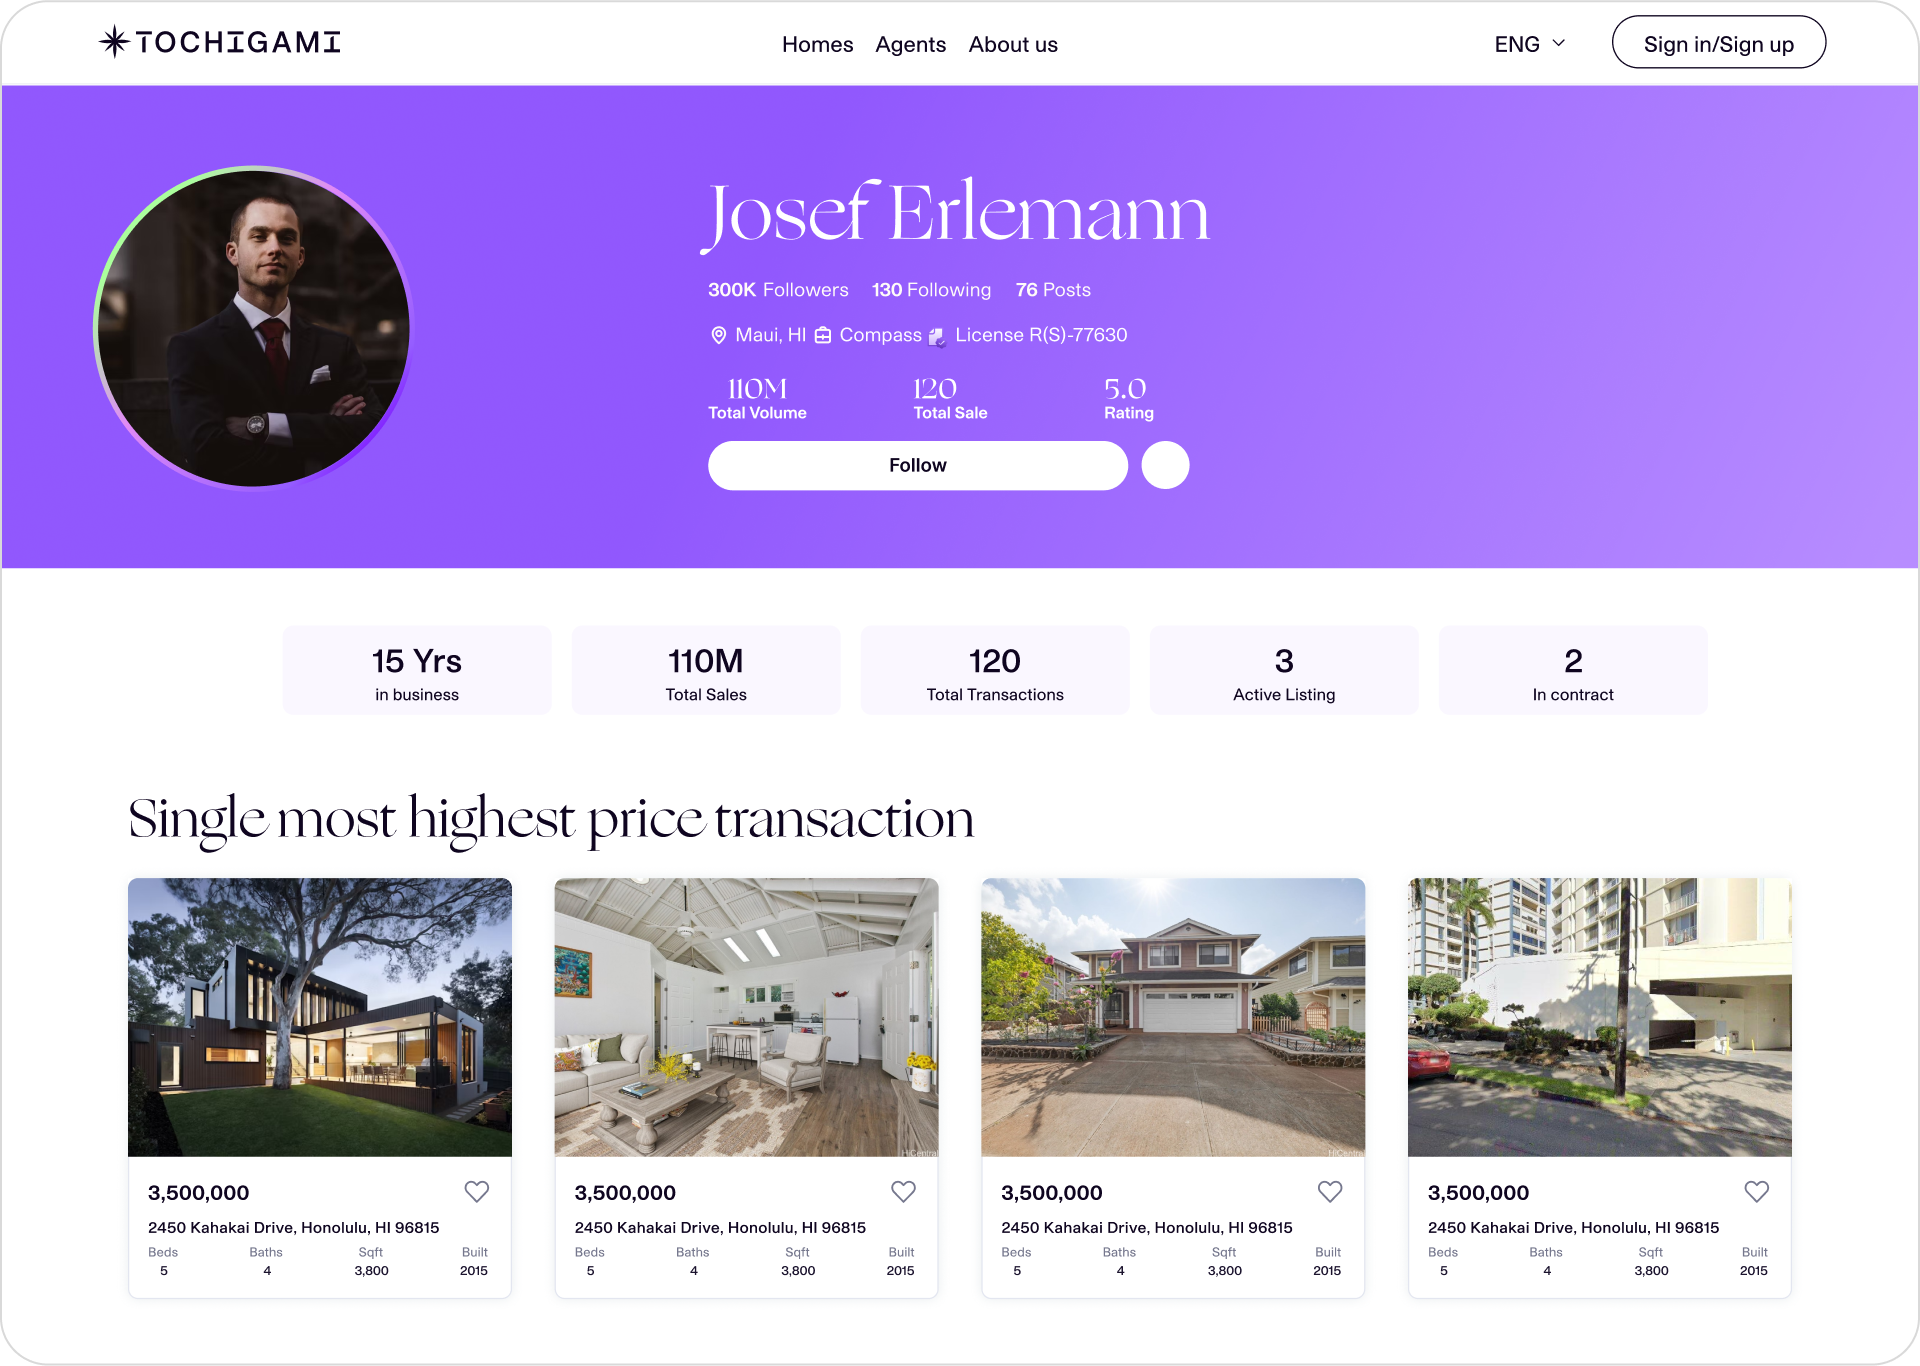 TOCHIGAMI
Homes Agents About us
ENG
Sign in/Sign up
Josef Erlemann
300K Followers 130 Following 76 Posts
Maui, HI Compass License R(S)-77630
110M 120 5.0
Total Volume Total Sale Rating
Follow
15 Yrs 110M 120 3 2
in business Total Sales Total Transactions Active Listing In contract
Single most highest price transaction
HiCentral HiCentral
3,500,000 3,500,000 3,500,000 3,500,000
2450 Kahakai Drive, Honolulu, HI 96815 2450 Kahakai Drive, Honolulu, HI 96815 2450 Kahakai Drive, Honolulu, HI 96815 2450 Kahakai Drive, Honolulu, HI 96815
Beds Baths Sqft Built Beds Baths Sqft Built Beds Baths Sqft Built Beds Baths Sqft Built
5 4 3,800 2015 5 4 3,800 2015 5 4 3,800 2015 5 4 3,800 2015